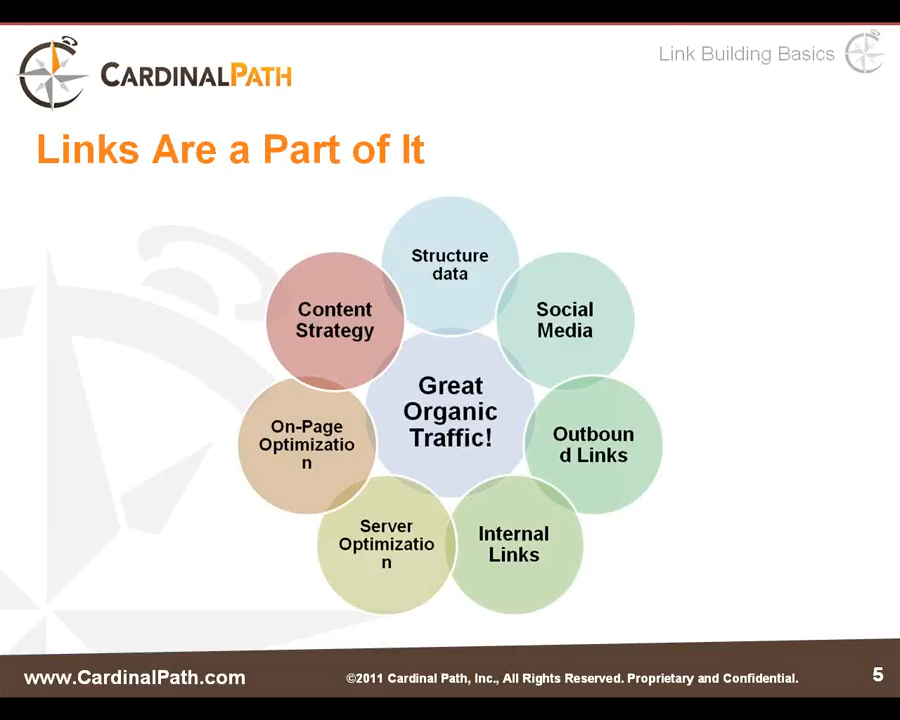 Link Building Basics
CARDINALPATH
Links Are a Part of It
Structure
data
Content
Strategy
Social
Media
Great
Organic
Traffic!
On-Page
Optimizatio
n
Outboun
d Links
Server
Optimizatio
n
Internal
Links
www.CardinalPath.com
©2011 Cardinal Path, Inc., All Rights Reserved. Proprietary and Confidential.
5